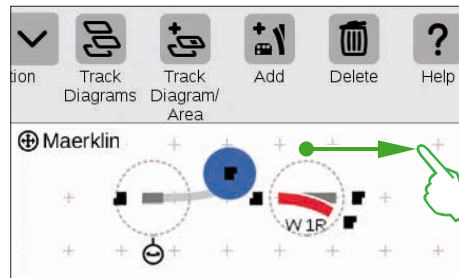 tion
Track
Diagrams
Track
Diagram/
Area
Add
Delete
Help
Maerklin
W 1R